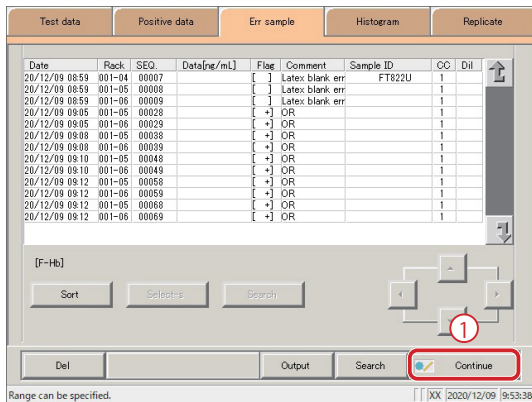 Test data Positive data Err sample Histogram Replicate
Date Rack SEQ. Data[ng/mL] Flag Comment Sample ID CC Dil
20/12/09 08:59 001-04 00007 [ ] Latex blank err FT822U 1
20/12/09 08:59 001-05 00008 [ ] Latex blank err 1
20/12/09 08:59 001-06 00009 [ ] Latex blank err 1
20/12/09 09:05 001-05 00028 [ +] OR 1
20/12/09 09:05 001-06 00029 [ +] OR 1
20/12/09 09:08 001-05 00038 [ +] OR 1
20/12/09 09:08 001-06 00039 [ +] OR 1
20/12/09 09:10 001-05 00048 [ +] OR 1
20/12/09 09:10 001-06 00049 [ +] OR 1
20/12/09 09:12 001-05 00058 [ +] OR 1
20/12/09 09:12 001-06 00059 [ +] OR 1
20/12/09 09:12 001-05 00068 [ +] OR 1
20/12/09 09:12 001-06 00069 [ +] OR 1
[F-Hb]
Sort Select-s Search
1
Del Output Search Continue
Range can be specified. XX 2020/12/09 9:53:38